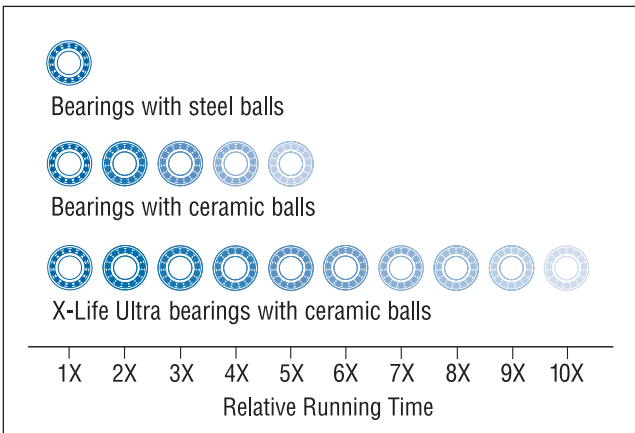 Bearings with steel balls
Bearings with ceramic balls
X-Life Ultra bearings with ceramic balls
1X 2X 3X 4X 5X 6X 7X 8X 9X 10X
Relative Running Time